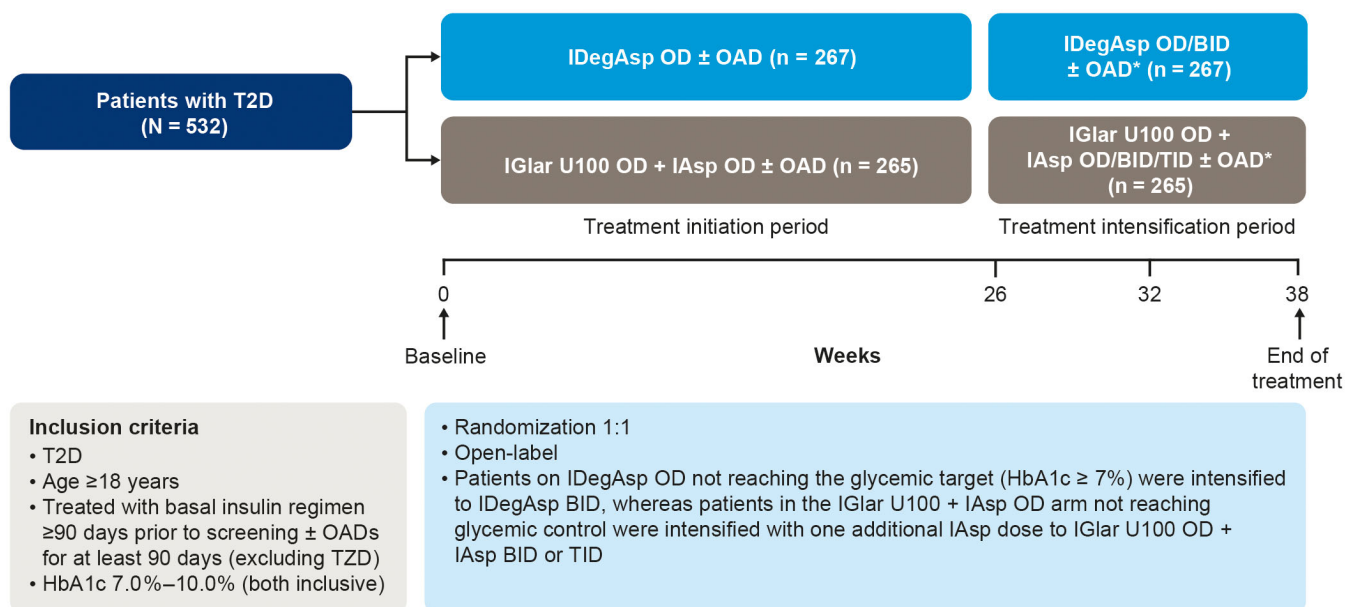 Patients with T2D
(N = 532)
IDegAsp OD ± OAD (n = 267)
IDegAsp OD/BID
± OAD* (n = 267)
IGlar U100 OD + IAsp OD ± OAD (n = 265)
IGlar U100 OD +
IAsp OD/BID/TID ± OAD*
(n = 265)
Treatment initiation period
Treatment intensification period
0
26
32
38
Baseline
Weeks
End of
treatment
Inclusion criteria
• T2D
• Age ≥18 years
• Treated with basal insulin regimen
≥90 days prior to screening ± OADs
for at least 90 days (excluding TZD)
• HbA1c 7.0%–10.0% (both inclusive)
• Randomization 1:1
• Open-label
• Patients on IDegAsp OD not reaching the glycemic target (HbA1c ≥ 7%) were intensified
to IDegAsp BID, whereas patients in the IGlar U100 + IAsp OD arm not reaching
glycemic control were intensified with one additional IAsp dose to IGlar U100 OD +
IAsp BID or TID